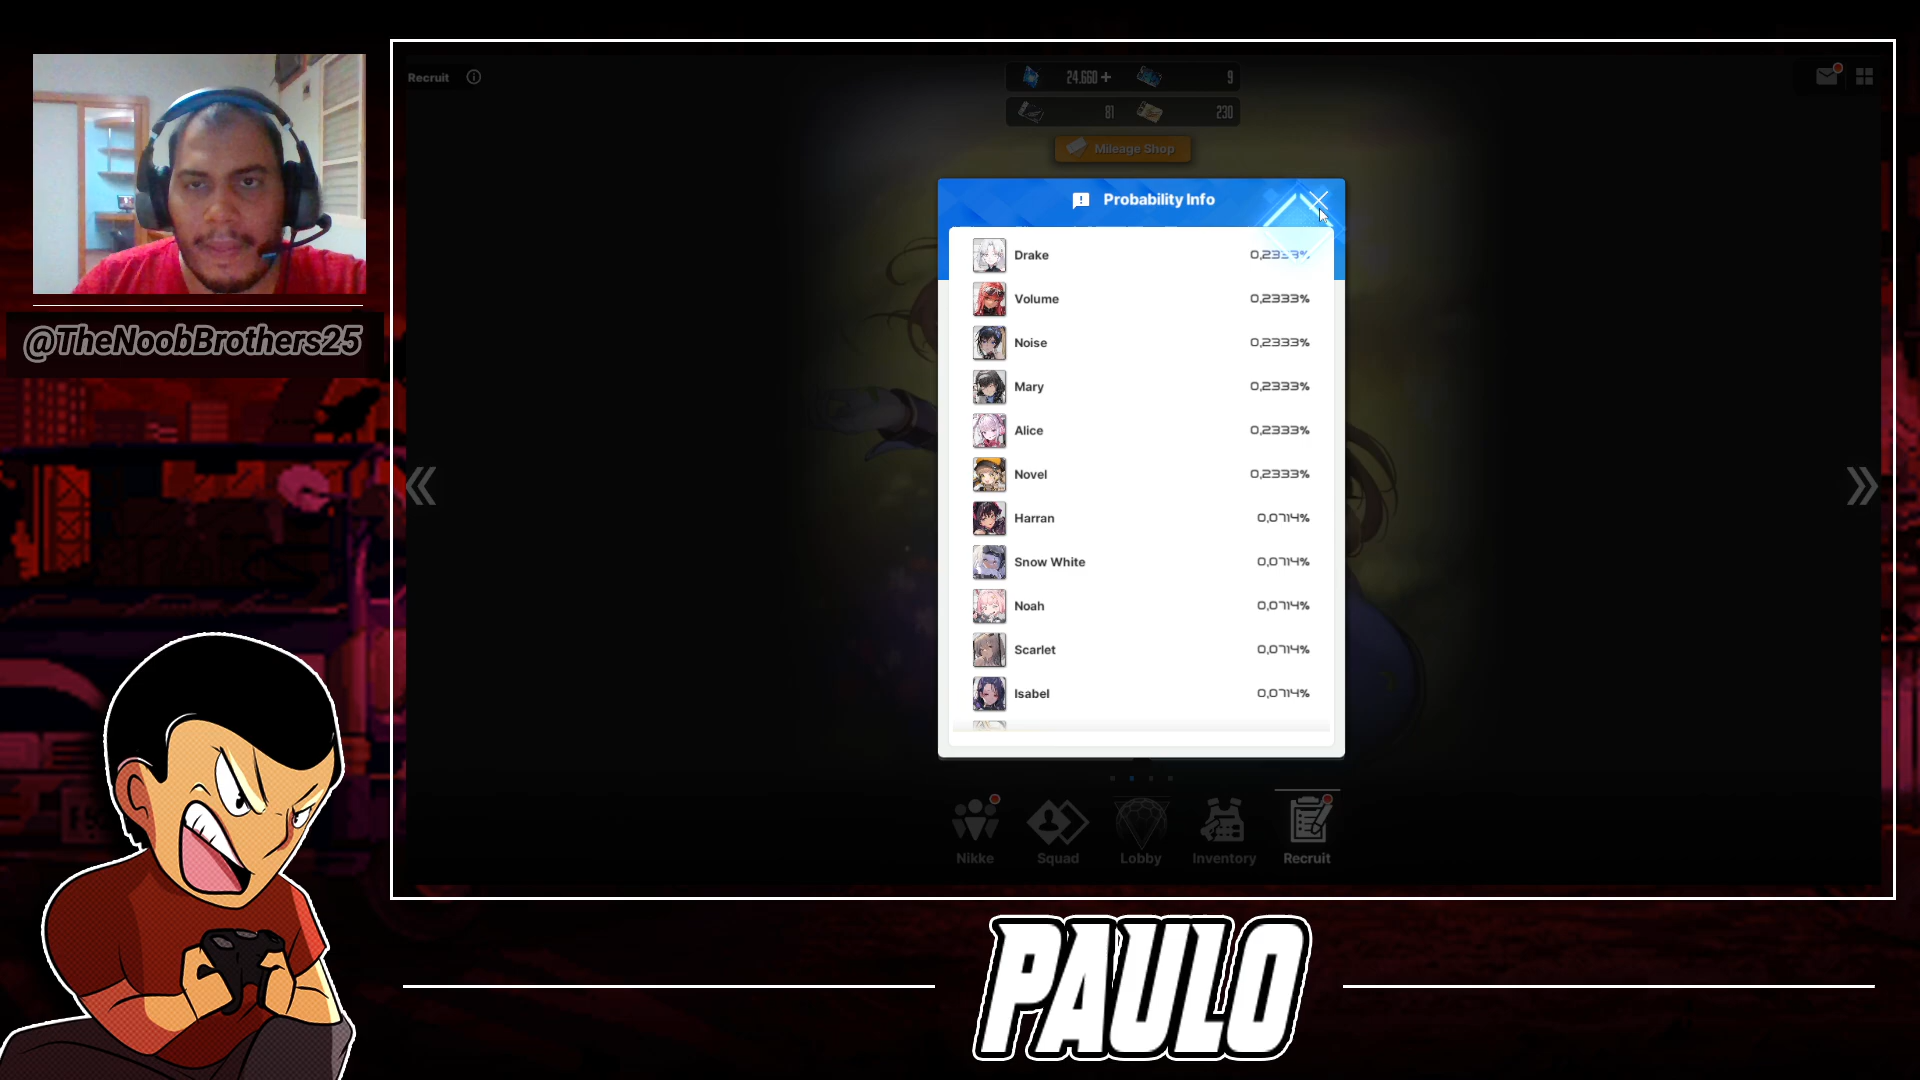 Recruit
24.660 +
9
81
230
Mileage Shop
Probability Info
Drake 0,2333%
Volume 0,2333%
Noise 0,2333%
Mary 0,2333%
Alice 0,2333%
Novel 0,2333%
Harran 0,0714%
Snow White 0,0714%
Noah 0,0714%
Scarlet 0,0714%
Isabel 0,0714%
Nikke
Squad
Lobby
Inventory
Recruit
@TheNoobBrothers25
PAULO